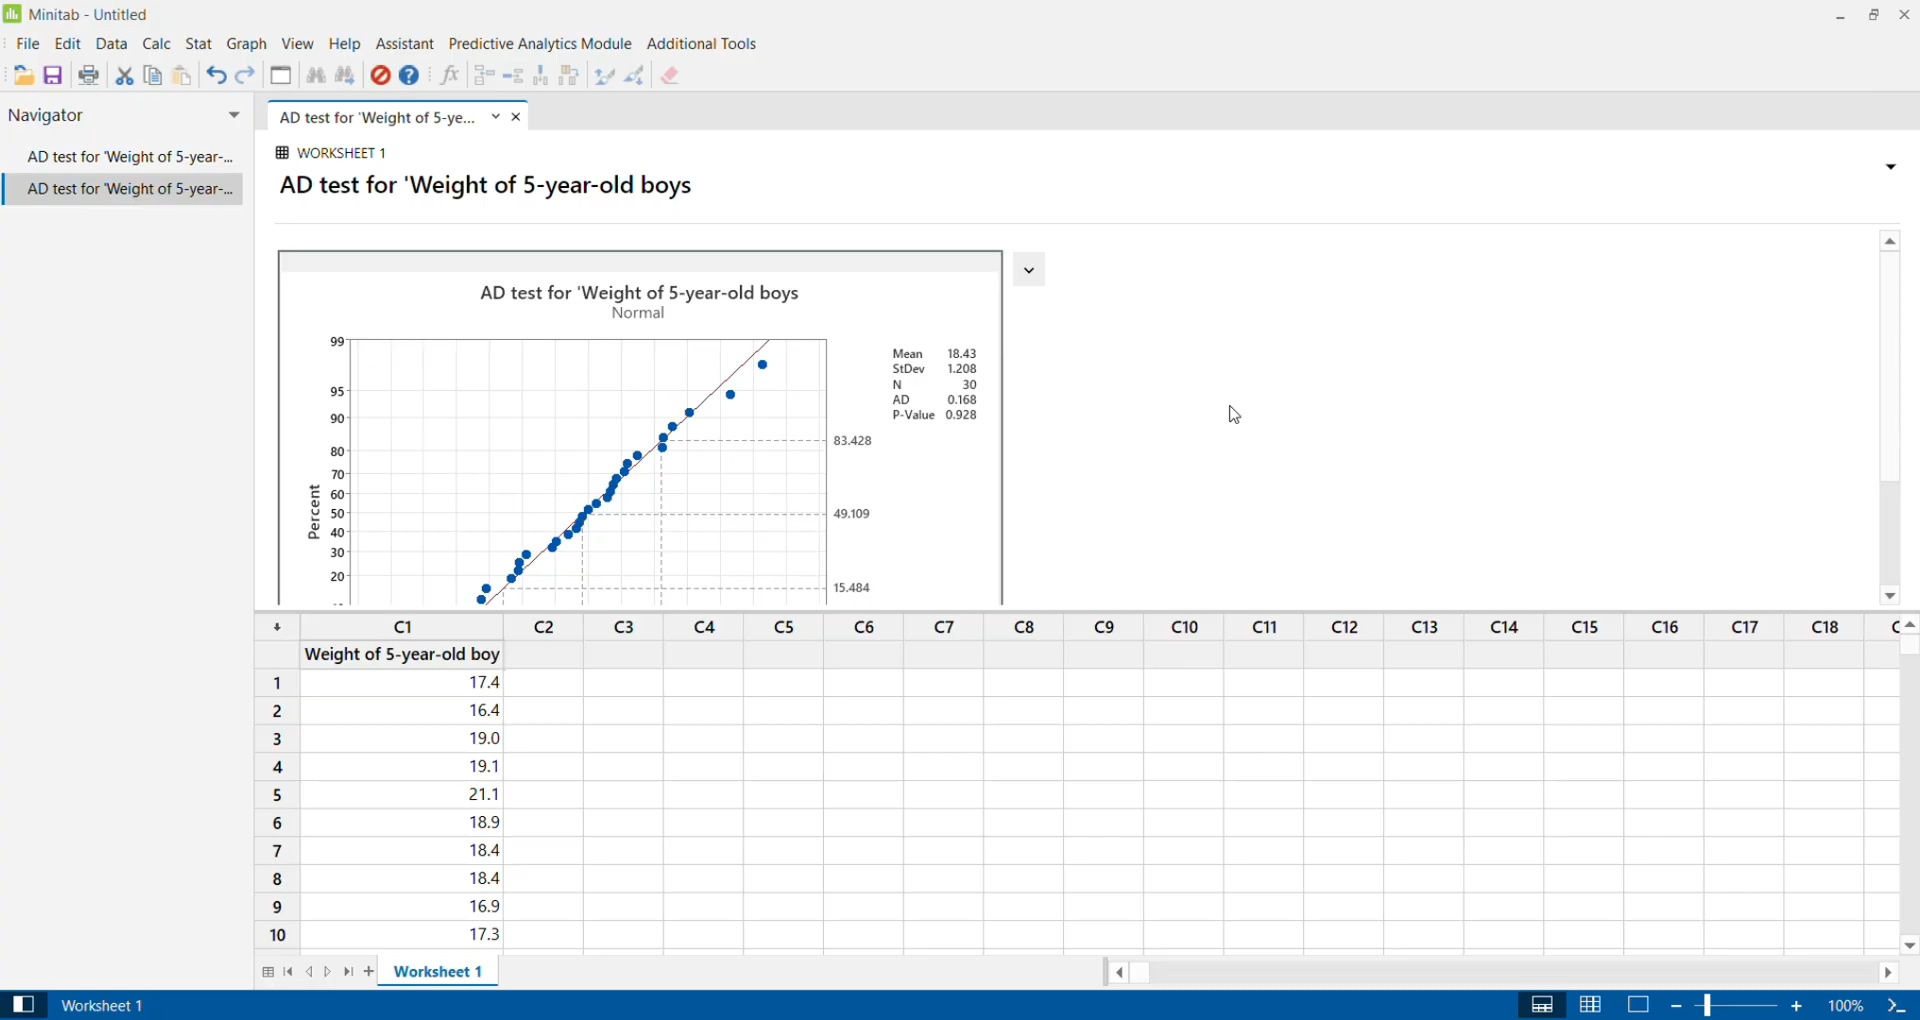 Minitab - Untitled
File Edit Data Calc Stat Graph View Help Assistant Predictive Analytics Module Additional Tools
Navigator
AD test for 'Weight of 5-year-...
AD test for 'Weight of 5-year-...
AD test for 'Weight of 5-ye...
WORKSHEET 1
AD test for 'Weight of 5-year-old boys
AD test for 'Weight of 5-year-old boys
Normal
Mean 18.43
StDev 1.208
N 30
AD 0.168
P-Value 0.928
99
95
90
80
70
60
50
40
30
20
Percent
83.428
49.109
15.484
C1 C2 C3 C4 C5 C6 C7 C8 C9 C10 C11 C12 C13 C14 C15 C16 C17 C18
Weight of 5-year-old boy
1 17.4
2 16.4
3 19.0
4 19.1
5 21.1
6 18.9
7 18.4
8 18.4
9 16.9
10 17.3
Worksheet 1
Worksheet 1
100%